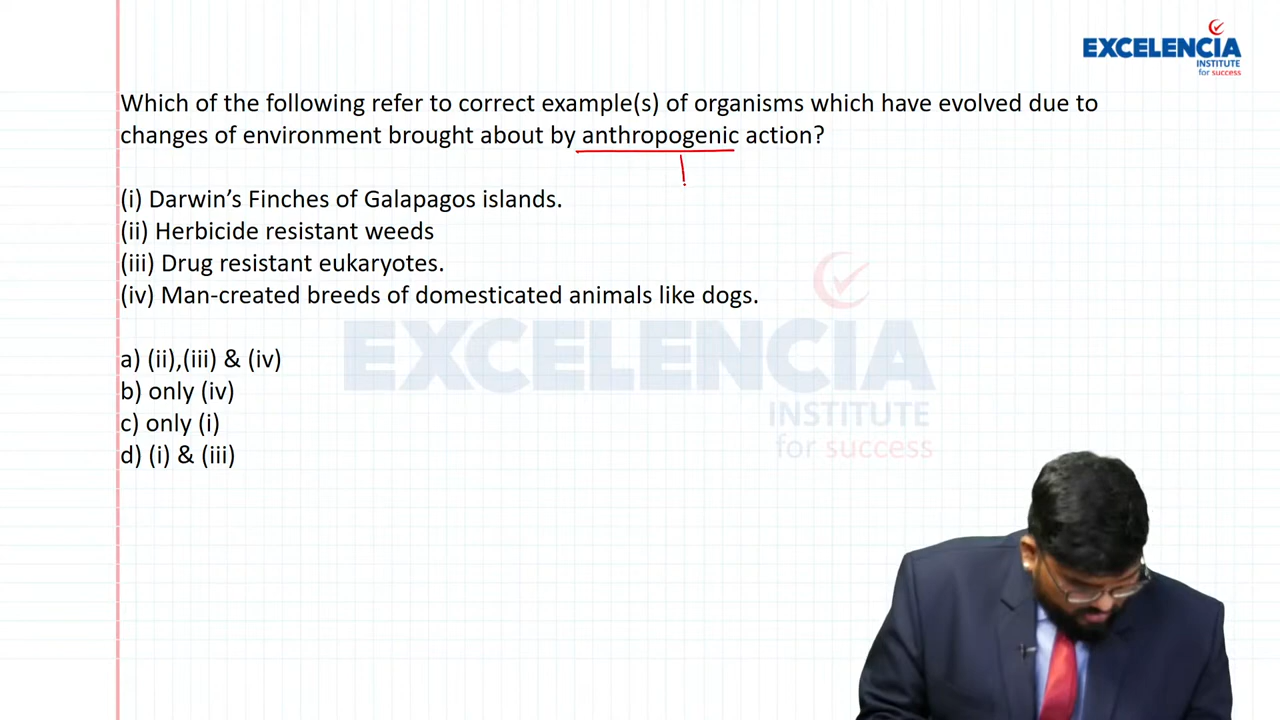 EXCELENCIA
INSTITUTE
for success
Which of the following refer to correct example(s) of organisms which have evolved due to
changes of environment brought about by anthropogenic action?
(i) Darwin’s Finches of Galapagos islands.
(ii) Herbicide resistant weeds
(iii) Drug resistant eukaryotes.
(iv) Man-created breeds of domesticated animals like dogs.
EXCELENCIA
INSTITUTE
for success
a) (ii),(iii) & (iv)
b) only (iv)
c) only (i)
d) (i) & (iii)